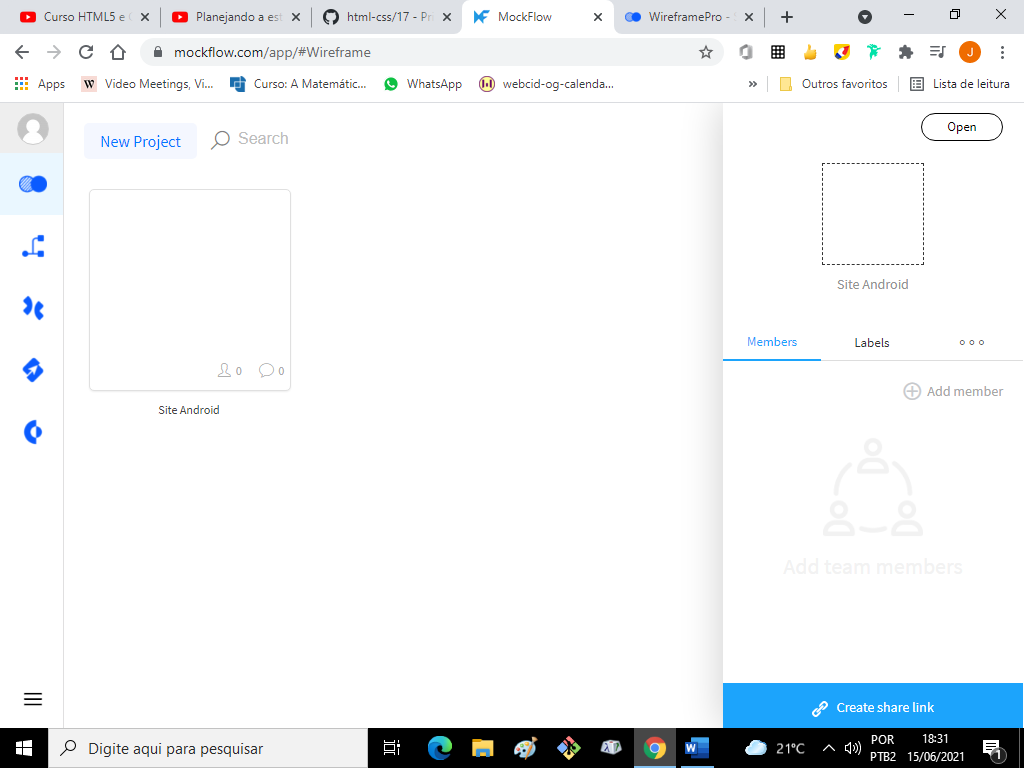 Curso HTML5 e C
Planejando a est
html-css/17 - Pr
MockFlow
WireframePro - S
mockflow.com/app/#Wireframe
J
Apps
W
Video Meetings, Vi...
Curso: A Matemátic...
WhatsApp
webcid-og-calenda...
»
Outros favoritos
Lista de leitura
New Project
Search
Open
Site Android
Members
Labels
Add member
Add team members
0
0
Site Android
Create share link
Digite aqui para pesquisar
21°C
POR
PTB2
18:31
15/06/2021
1